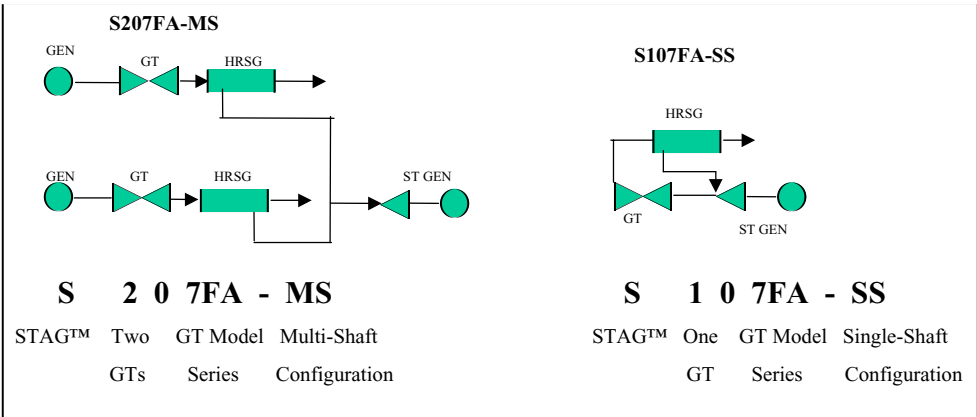 S207FA-MS
GEN
GT
HRSG
GEN
GT
HRSG
ST GEN
S 2 0 7FA - MS
STAG™ Two GT Model Multi-Shaft
GTs Series Configuration
S107FA-SS
HRSG
GT
ST GEN
S 1 0 7FA - SS
STAG™ One GT Model Single-Shaft
GT Series Configuration